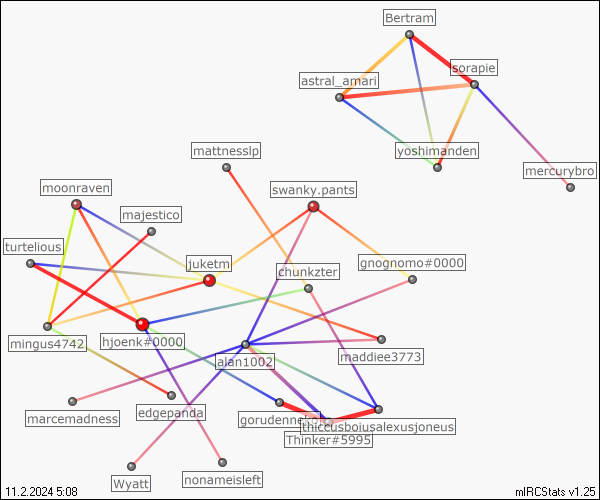 Bertram
sorapie
astral_amari
mattnesslp
yoshimanden
mercurybro
moonraven
swanky.pants
majestico
turtelious
juketm
chunkzter
gnognomo#0000
mingus4742
hjoenk#0000
alan1002
maddiee3773
marcemadness
edgepanda
thiccusboiusalexusjoneus
Thinker#5995
Wyatt
nonameisleft
11.2.2024 5:08
mIRCStats v1.25